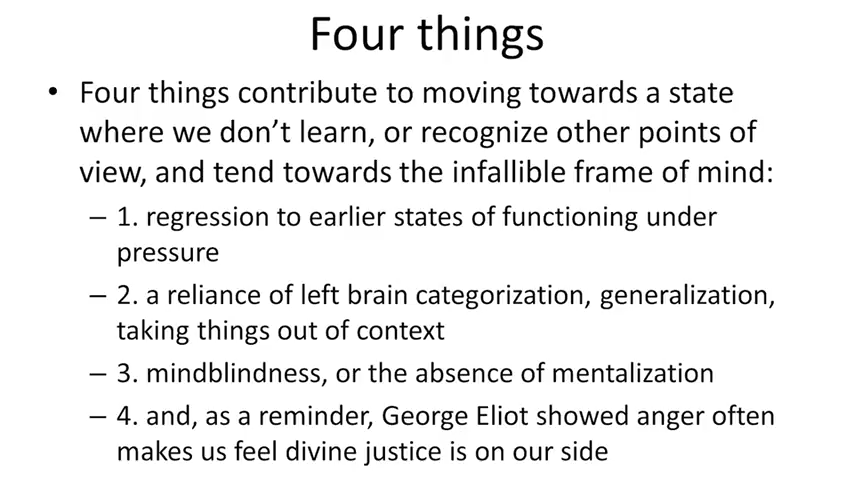 Four things
• Four things contribute to moving towards a state
where we don't learn, or recognize other points of
view, and tend towards the infallible frame of mind:
– 1. regression to earlier states of functioning under
pressure
– 2. a reliance of left brain categorization, generalization,
taking things out of context
– 3. mindblindness, or the absence of mentalization
– 4. and, as a reminder, George Eliot showed anger often
makes us feel divine justice is on our side